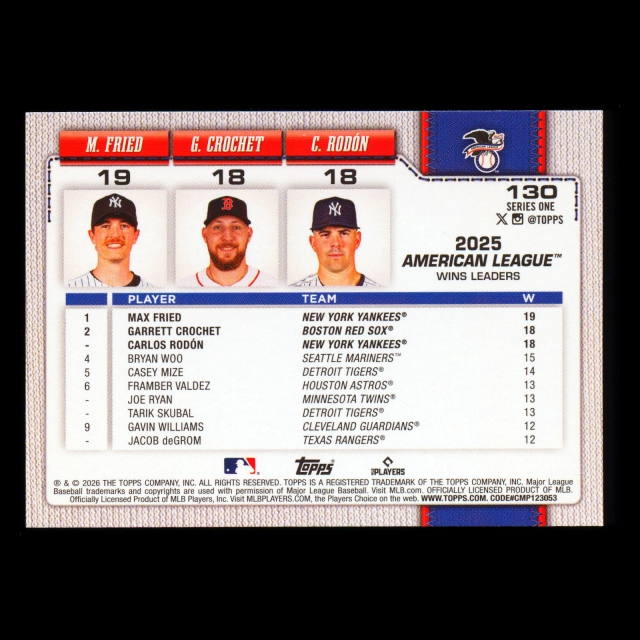 M. FRIED G. CROCHET C. RODÓN
19 18 18
130
SERIES ONE
@TOPPS
2025
AMERICAN LEAGUE™
WINS LEADERS
PLAYER TEAM W
1 MAX FRIED NEW YORK YANKEES® 19
2 GARRETT CROCHET BOSTON RED SOX® 18
- CARLOS RODÓN NEW YORK YANKEES® 18
4 BRYAN WOO SEATTLE MARINERS™ 15
5 CASEY MIZE DETROIT TIGERS® 14
6 FRAMBER VALDEZ HOUSTON ASTROS® 13
- JOE RYAN MINNESOTA TWINS® 13
- TARIK SKUBAL DETROIT TIGERS® 13
9 GAVIN WILLIAMS CLEVELAND GUARDIANS® 12
- JACOB deGROM TEXAS RANGERS® 12
Topps PLAYERS
® & © 2026 THE TOPPS COMPANY, INC. ALL RIGHTS RESERVED. TOPPS IS A REGISTERED TRADEMARK OF THE TOPPS COMPANY, INC. Major League
Baseball trademarks and copyrights are used with permission of Major League Baseball. Visit MLB.com. OFFICIALLY LICENSED PRODUCT OF MLB.
Officially Licensed Product of MLB Players, Inc. Visit MLBPLAYERS.COM, the Players Choice on the web. WWW.TOPPS.COM. CODE#CMP123053